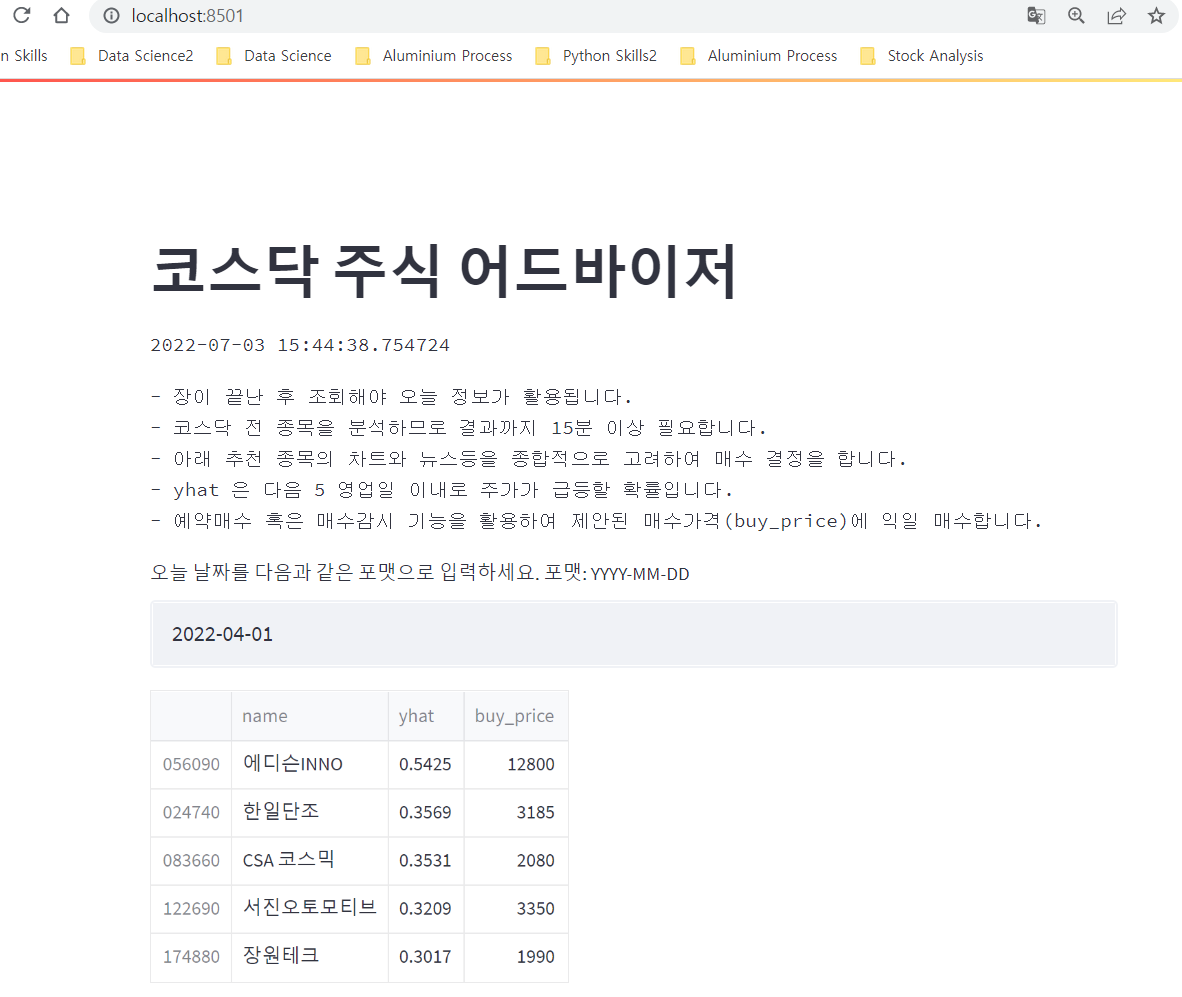 localhost:8501
n Skills Data Science2 Data Science Aluminium Process Python Skills2 Aluminium Process Stock Analysis
코스닥 주식 어드바이저
2022-07-03 15:44:38.754724
- 장이 끝난 후 조회해야 오늘 정보가 활용됩니다.
- 코스닥 전 종목을 분석하므로 결과까지 15분 이상 필요합니다.
- 아래 추천 종목의 차트와 뉴스등을 종합적으로 고려하여 매수 결정을 합니다.
- yhat 은 다음 5 영업일 이내로 주가가 급등할 확률입니다.
- 예약매수 혹은 매수감시 기능을 활용하여 제안된 매수가격(buy_price)에 익일 매수합니다.
오늘 날짜를 다음과 같은 포맷으로 입력하세요. 포맷: YYYY-MM-DD
2022-04-01
name yhat buy_price
056090 에디슨INNO 0.5425 12800
024740 한일단조 0.3569 3185
083660 CSA 코스믹 0.3531 2080
122690 서진오토모티브 0.3209 3350
174880 장원테크 0.3017 1990